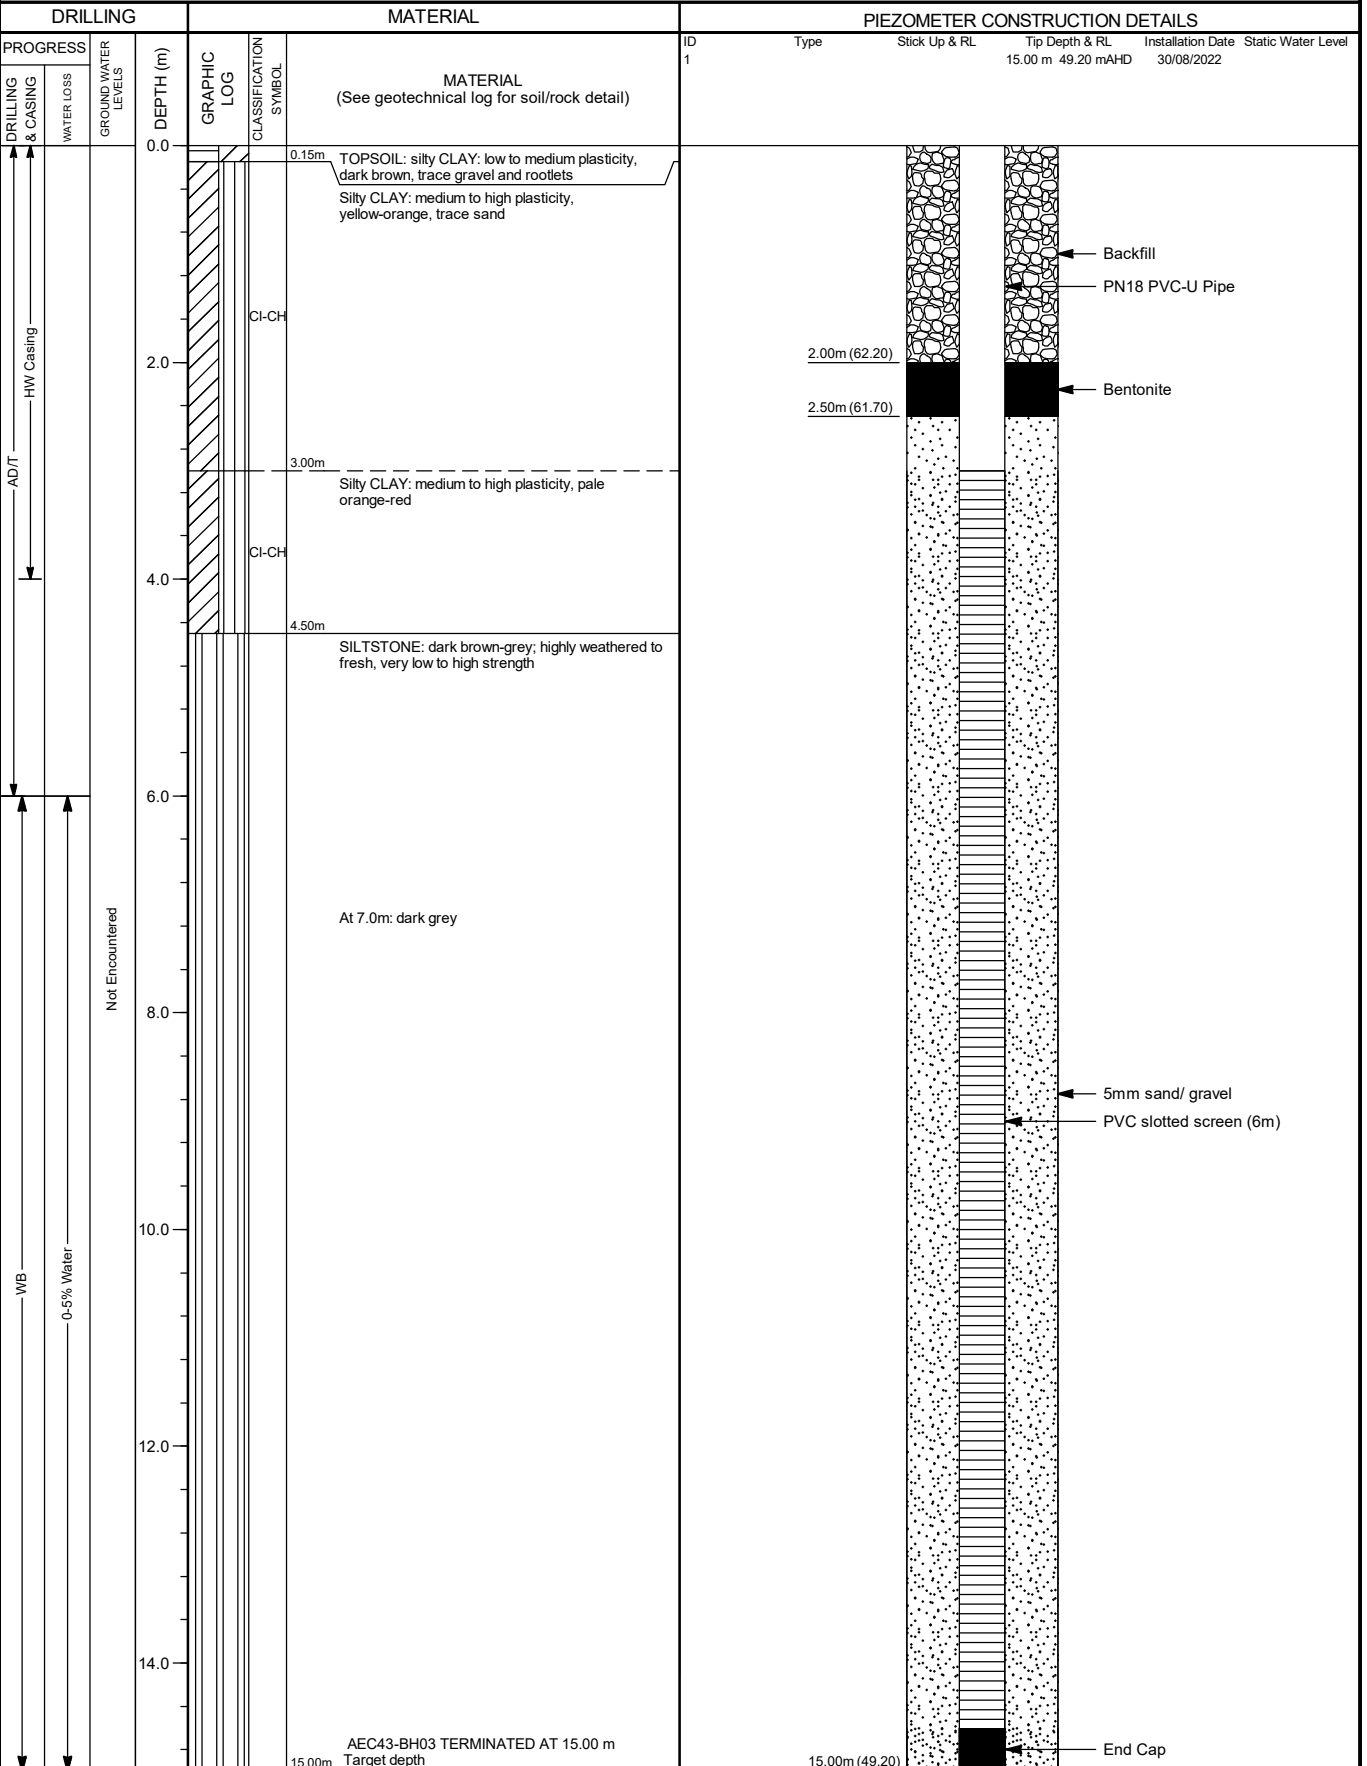 DRILLING
MATERIAL
PIEZOMETER CONSTRUCTION DETAILS
PROGRESS
DRILLING
& CASING
WATER LOSS
GROUND WATER
LEVELS
DEPTH (m)
GRAPHIC
LOG
CLASSIFICATION
SYMBOL
MATERIAL
(See geotechnical log for soil/rock detail)
ID Type Stick Up & RL Tip Depth & RL Installation Date Static Water Level
1 15.00 m 49.20 mAHD 30/08/2022
0.0
0.15m
TOPSOIL: silty CLAY: low to medium plasticity,
dark brown, trace gravel and rootlets
Silty CLAY: medium to high plasticity,
yellow-orange, trace sand
Backfill
PN18 PVC-U Pipe
CI-CH
HW Casing
2.00m (62.20)
2.0
Bentonite
2.50m (61.70)
AD/T
3.00m
Silty CLAY: medium to high plasticity, pale
orange-red
CI-CH
4.0
4.50m
SILTSTONE: dark brown-grey; highly weathered to
fresh, very low to high strength
6.0
At 7.0m: dark grey
Not Encountered
8.0
5mm sand/ gravel
PVC slotted screen (6m)
10.0
WB
0-5% Water
12.0
14.0
AEC43-BH03 TERMINATED AT 15.00 m
Target depth
15.00m
15.00m (49.20)
End Cap